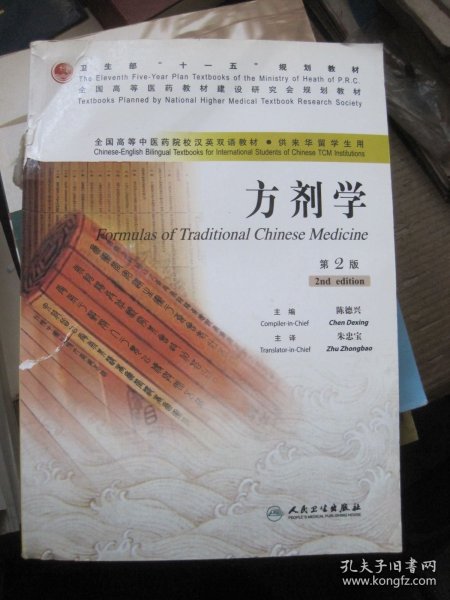 卫生部"十一五"规划教材
The Eleventh Five-Year Plan Textbooks of the Ministry of Heath of P.R.C.
全国高等医药教材建设研究会规划教材
Textbooks Planned by National Higher Medical Textbook Research Society
全国高等中医药院校汉英双语教材 ● 供来华留学生用
Chinese-English Bilingual Textbooks for International Students of Chinese TCM Institutions
方剂学
Formulas of Traditional Chinese Medicine
第2版
2nd edition
主编 陈德兴
Compiler-in-Chief Chen Dexing
主译 朱忠宝
Translator-in-Chief Zhu Zhongbao
人民卫生出版社
PEOPLE'S MEDICAL PUBLISHING HOUSE
孔夫子旧书网
www.kongfz.com